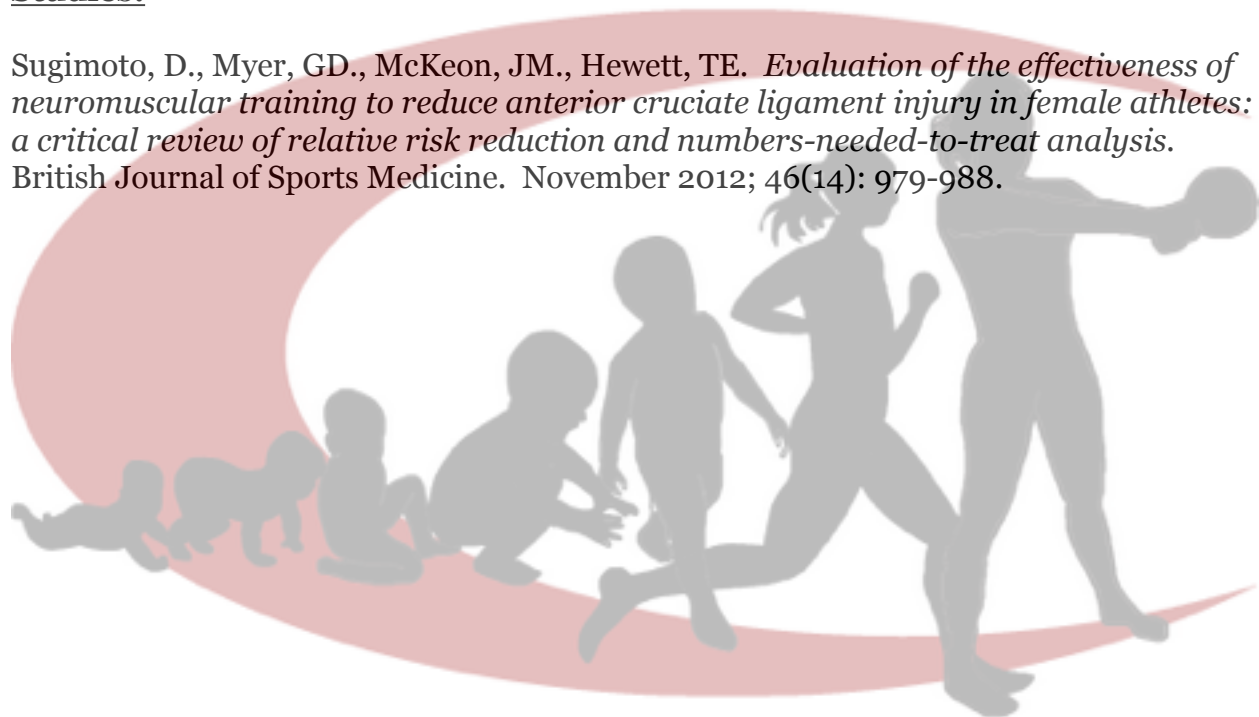 Studies:
Sugimoto, D., Myer, GD., McKeon, JM., Hewett, TE.  Evaluation of the effectiveness of
neuromuscular training to reduce anterior cruciate ligament injury in female athletes:
a critical review of relative risk reduction and numbers-needed-to-treat analysis.
British Journal of Sports Medicine.  November 2012; 46(14): 979-988.